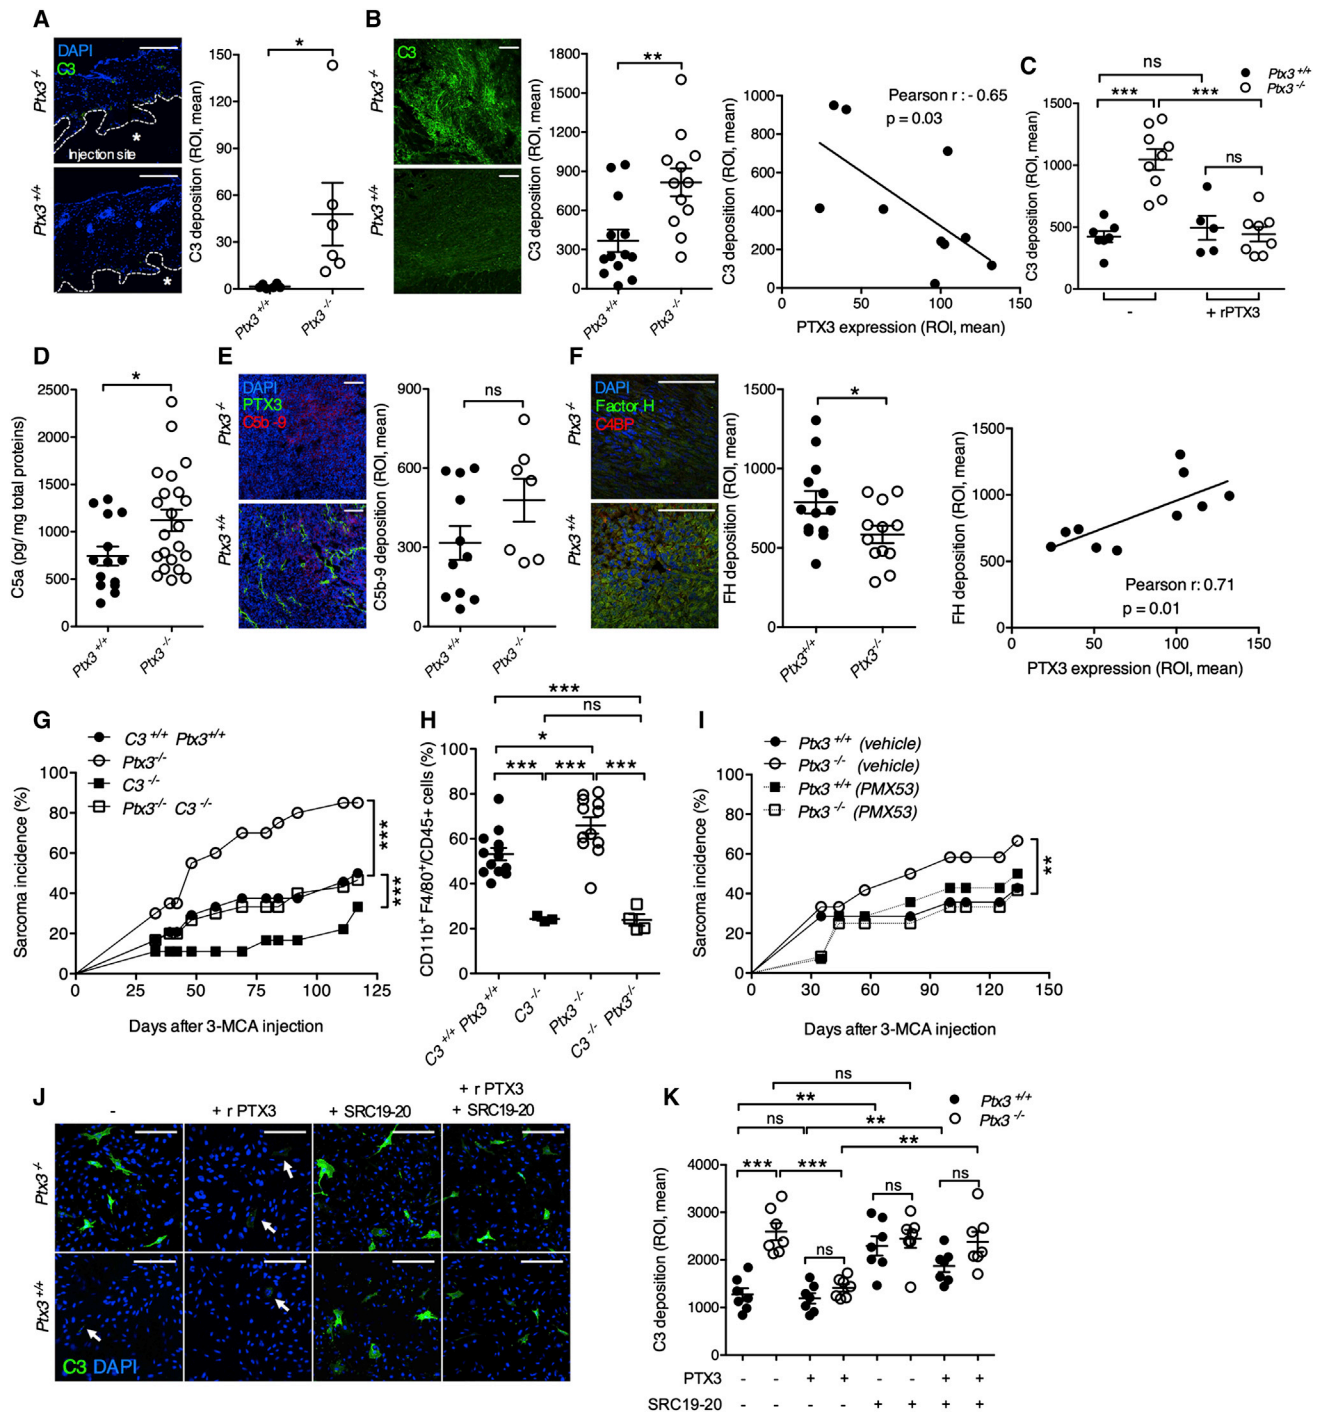 A
DAPI
C3
Ptx3 -/-
Injection site
*
Ptx3 +/+
*
C3 deposition (ROI, mean)
150
120
90
60
30
0
*
Ptx3 +/+
Ptx3 -/-
B
C3
Ptx3 -/-
Ptx3 +/+
C3 deposition (ROI, mean)
1800
1500
1200
900
600
300
0
**
Ptx3 +/+
Ptx3 -/-
C3 deposition (ROI, mean)
1000
800
600
400
200
0
Pearson r : - 0.65
p = 0.03
0 50 100 150
PTX3 expression (ROI, mean)
C
Ptx3 +/+
Ptx3 -/-
ns
*** ***
ns
C3 deposition (ROI, mean)
1500
1000
500
0
- + rPTX3
D
C5a (pg/ mg total proteins)
2500
2000
1500
1000
500
0
*
Ptx3 +/+
Ptx3 -/-
E
DAPI
PTX3
C5b -9
Ptx3 -/-
Ptx3 +/+
C5b-9 deposition (ROI, mean)
900
600
300
0
ns
Ptx3 +/+
Ptx3 -/-
F
DAPI
Factor H
C4BP
Ptx3 -/-
Ptx3 +/+
FH deposition (ROI, mean)
1500
1000
500
0
*
Ptx3+/+
Ptx3-/-
FH deposition (ROI, mean)
1500
1000
500
0
Pearson r: 0.71
p = 0.01
0 50 100 150
PTX3 expression (ROI, mean)
G
C3 +/+ Ptx3+/+
Ptx3-/-
C3 -/-
Ptx3-/- C3 -/-
Sarcoma incidence (%)
100
80
60
40
20
0
***
***
0 25 50 75 100 125
Days after 3-MCA injection
H
***
ns
*
*** *** ***
CD11b+ F4/80+/CD45+ cells (%)
100
80
60
40
20
0
C3 +/+ Ptx3 +/+
C3 -/-
Ptx3 -/-
C3 -/- Ptx3-/-
I
Ptx3 +/+ (vehicle)
Ptx3 -/- (vehicle)
Ptx3 +/+ (PMX53)
Ptx3 -/- (PMX53)
Sarcoma incidence (%)
100
80
60
40
20
0
**
0 30 60 90 120 150
Days after 3-MCA injection
J
-
+ r PTX3
+ SRC19-20
+ r PTX3
+ SRC19-20
Ptx3 -/-
Ptx3 +/+
C3 DAPI
K
Ptx3 +/+
Ptx3 -/-
ns
**
ns **
**
*** *** ns ns
ns
C3 deposition (ROI, mean)
4000
3000
2000
1000
0
PTX3 - - + + - - + +
SRC19-20 - - - - + + + +